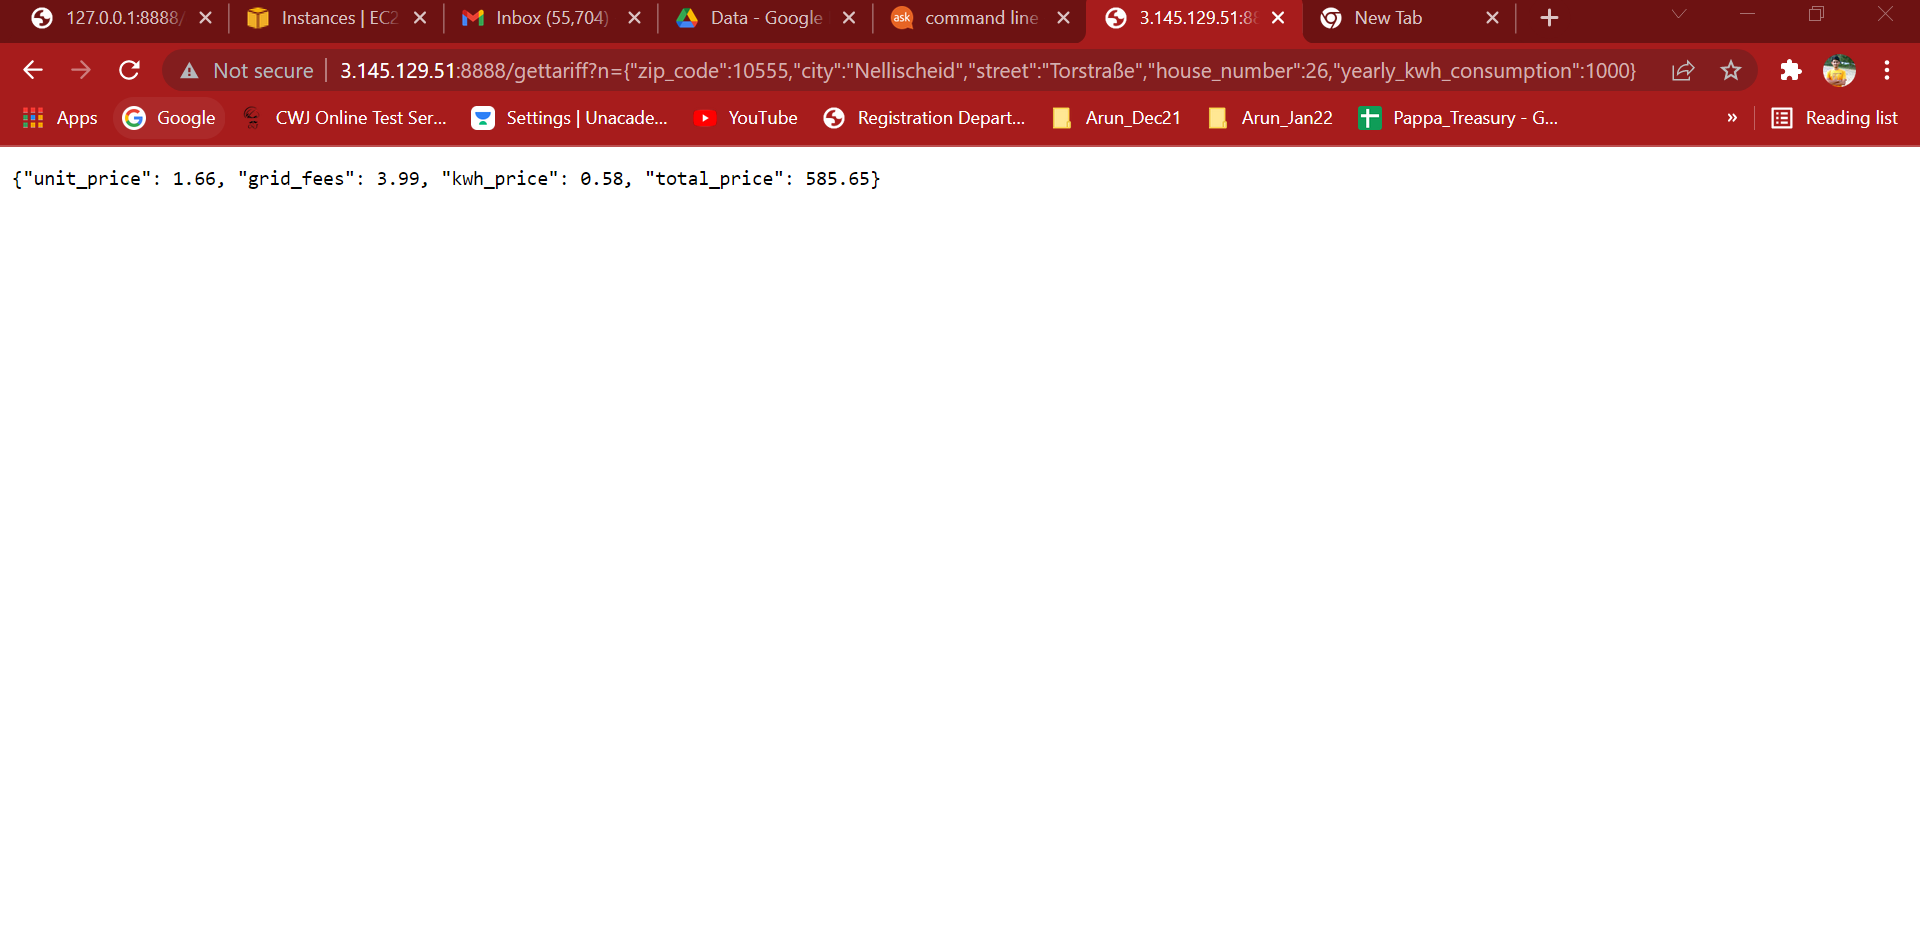 127.0.0.1:8888/ Instances | EC2 Inbox (55,704) Data - Google ask command line 3.145.129.51:88 New Tab
Not secure 3.145.129.51:8888/gettariff?n={"zip_code":10555,"city":"Nellischeid","street":"Torstraße","house_number":26,"yearly_kwh_consumption":1000}
Apps Google CWJ Online Test Ser... Settings | Unacade... YouTube Registration Depart... Arun_Dec21 Arun_Jan22 Pappa_Treasury - G... » Reading list
{"unit_price": 1.66, "grid_fees": 3.99, "kwh_price": 0.58, "total_price": 585.65}